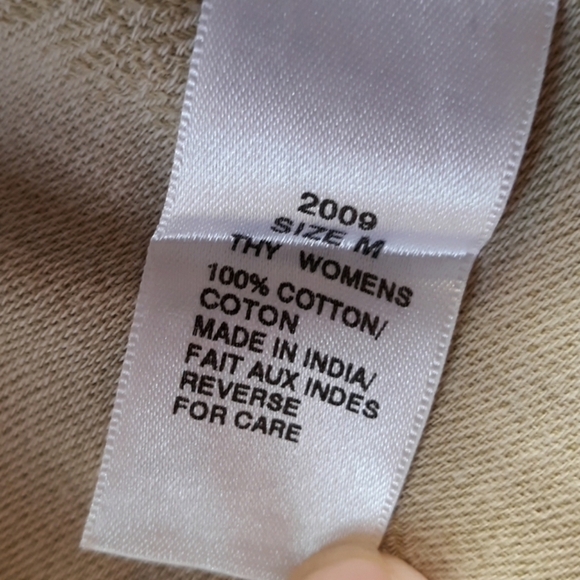 2009
SIZE M
THY WOMENS
100% COTTON/
COTON
MADE IN INDIA/
FAIT AUX INDES
REVERSE
FOR CARE